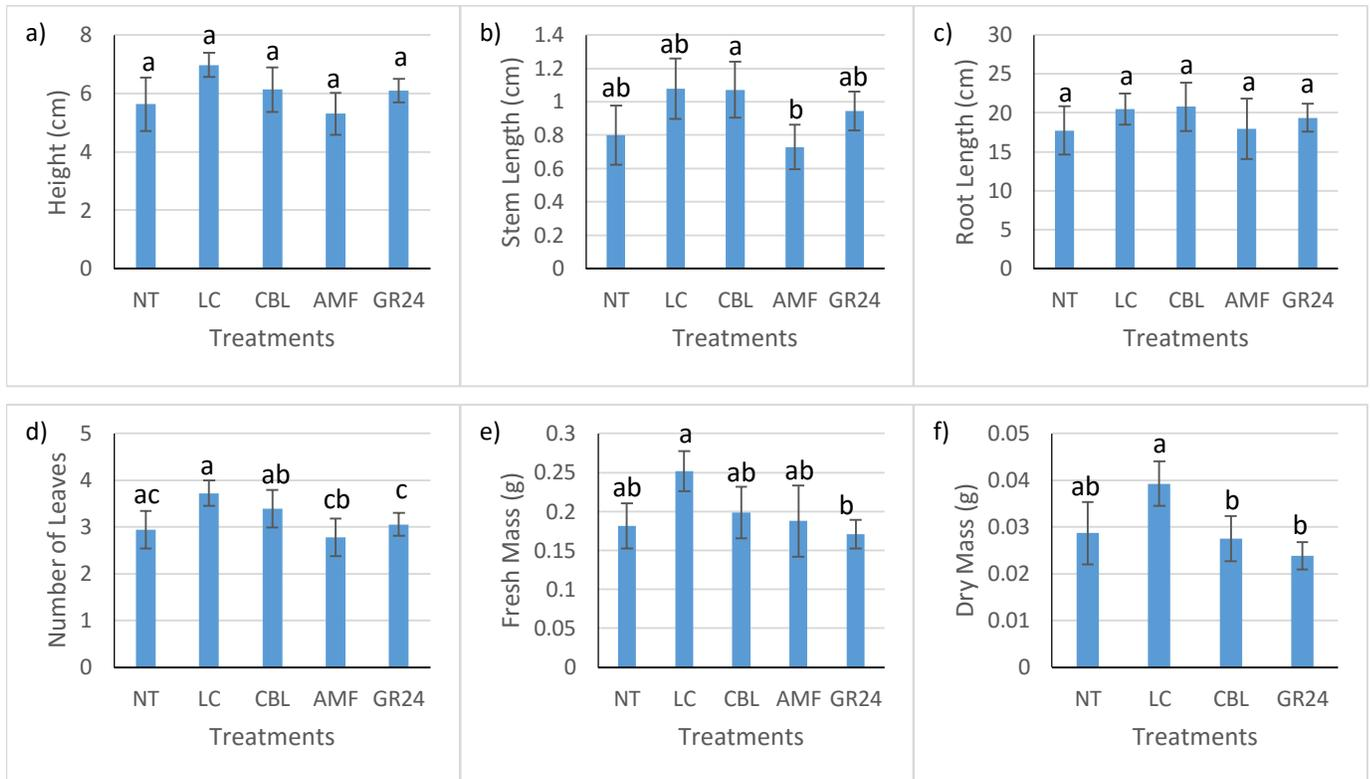 a)
Height (cm)
8
6
4
2
0
a a a a a
NT LC CBL AMF GR24
Treatments
b)
Stem Length (cm)
1.4
1.2
1
0.8
0.6
0.4
0.2
0
ab ab a b ab
NT LC CBL AMF GR24
Treatments
c)
Root Length (cm)
30
25
20
15
10
5
0
a a a a a
NT LC CBL AMF GR24
Treatments
d)
Number of Leaves
5
4
3
2
1
0
ac a ab cb c
NT LC CBL AMF GR24
Treatments
e)
Fresh Mass (g)
0.3
0.25
0.2
0.15
0.1
0.05
0
ab a ab ab b
NT LC CBL AMF GR24
Treatments
f)
Dry Mass (g)
0.05
0.04
0.03
0.02
0.01
0
ab a b b
NT LC CBL GR24
Treatments